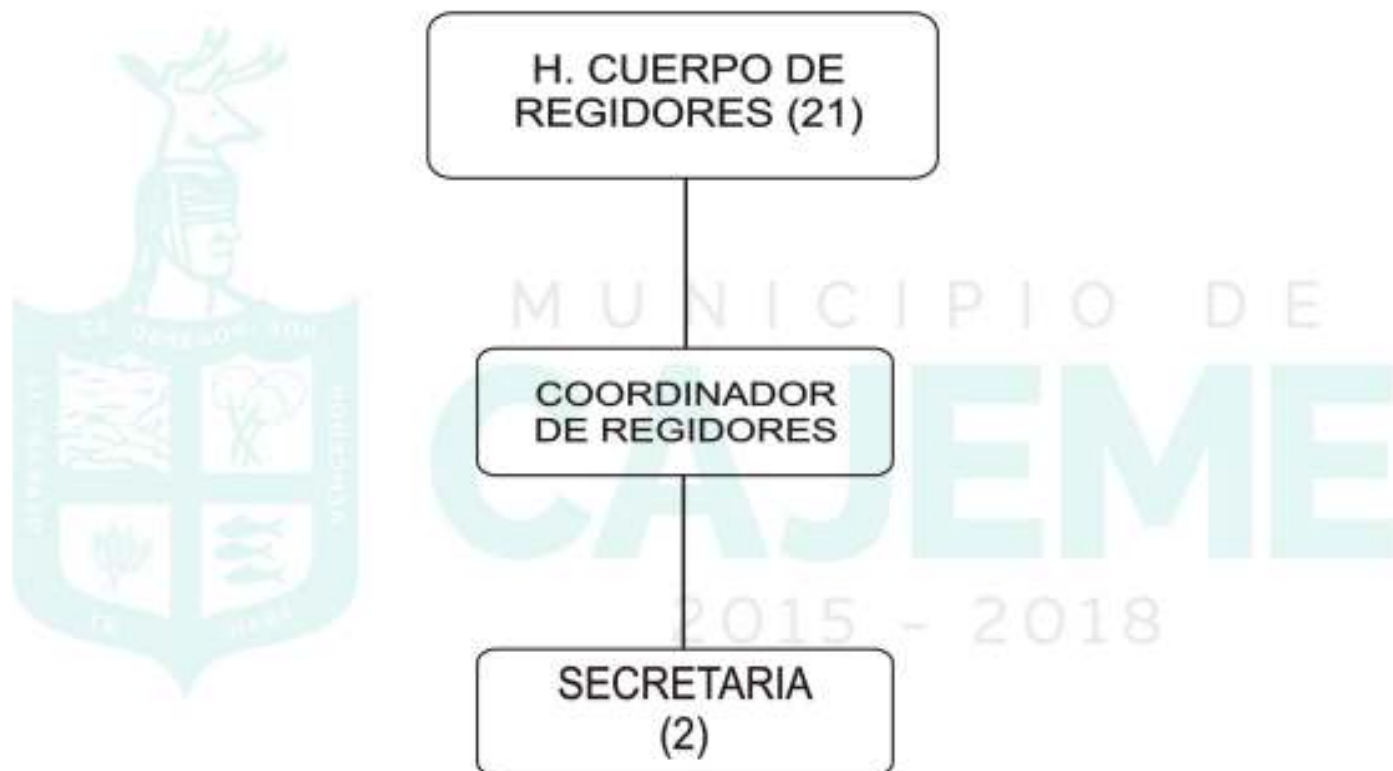 H. CUERPO DE
REGIDORES (21)
MUNICIPIO DE
COORDINADOR
DE REGIDORES
CAJEME
2015 - 2018
SECRETARIA
(2)